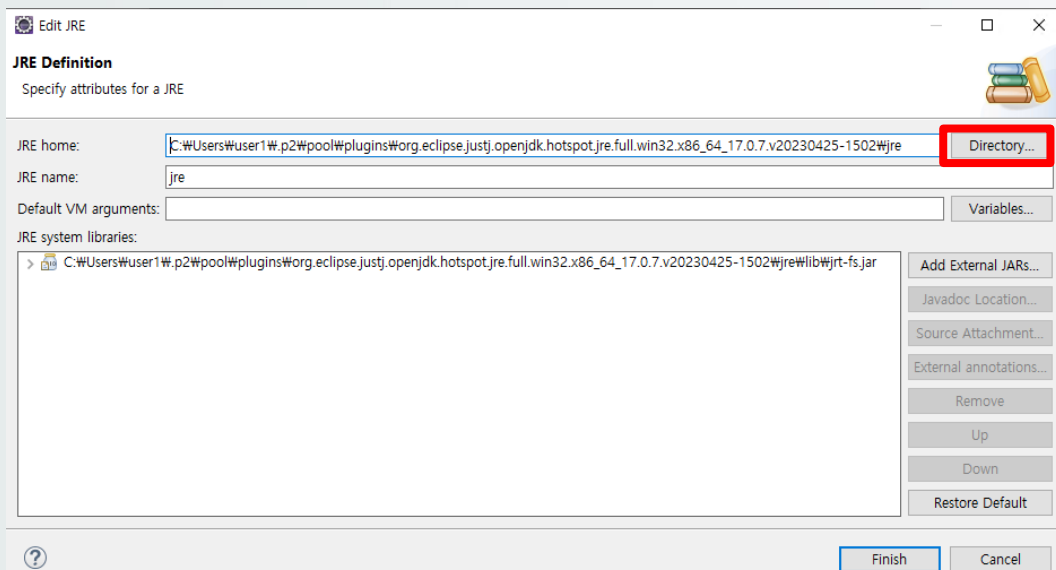 Edit JRE
JRE Definition
Specify attributes for a JRE
JRE home: C:₩Users₩user1₩.p2₩pool₩plugins₩org.eclipse.justj.openjdk.hotspot.jre.full.win32.x86_64_17.0.7.v20230425-1502₩jre Directory...
JRE name: jre
Default VM arguments: Variables...
JRE system libraries:
C:₩Users₩user1₩.p2₩pool₩plugins₩org.eclipse.justj.openjdk.hotspot.jre.full.win32.x86_64_17.0.7.v20230425-1502₩jre₩lib₩jrt-fs.jar Add External JARs...
Javadoc Location...
Source Attachment...
External annotations...
Remove
Up
Down
Restore Default
Finish Cancel